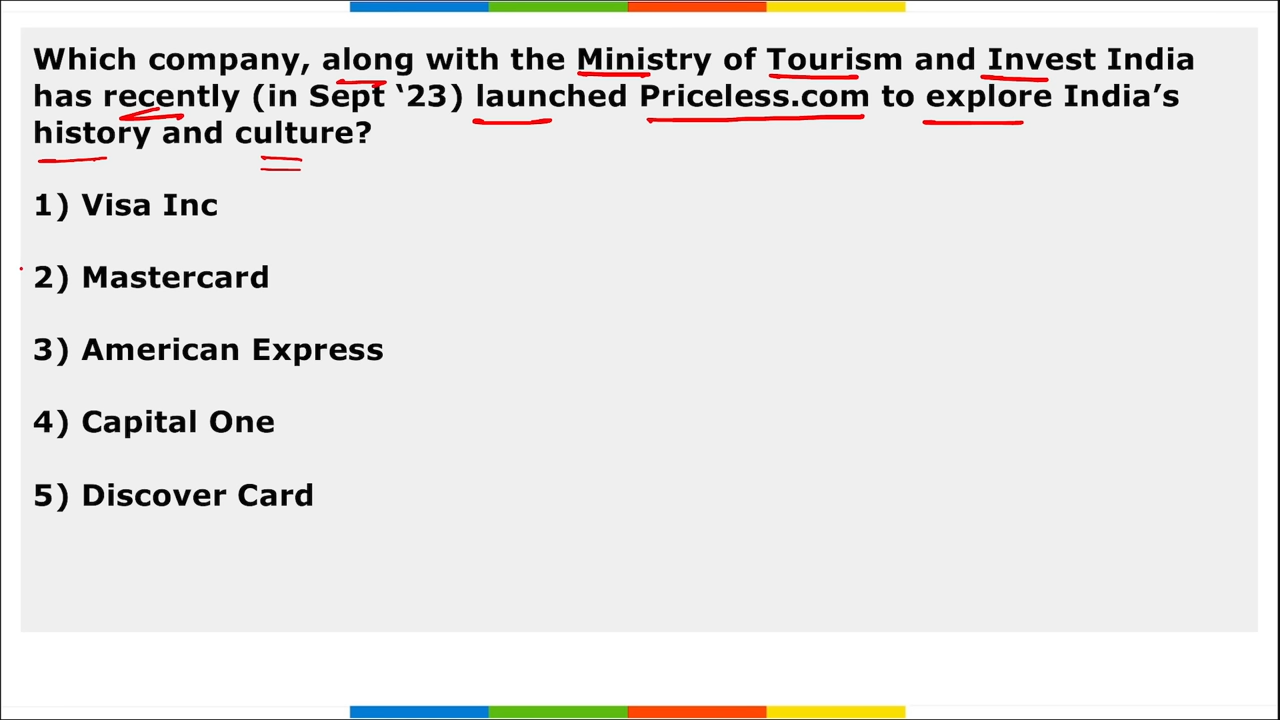 Which company, along with the Ministry of Tourism and Invest India
has recently (in Sept ‘23) launched Priceless.com to explore India’s
history and culture?
1) Visa Inc
2) Mastercard
3) American Express
4) Capital One
5) Discover Card